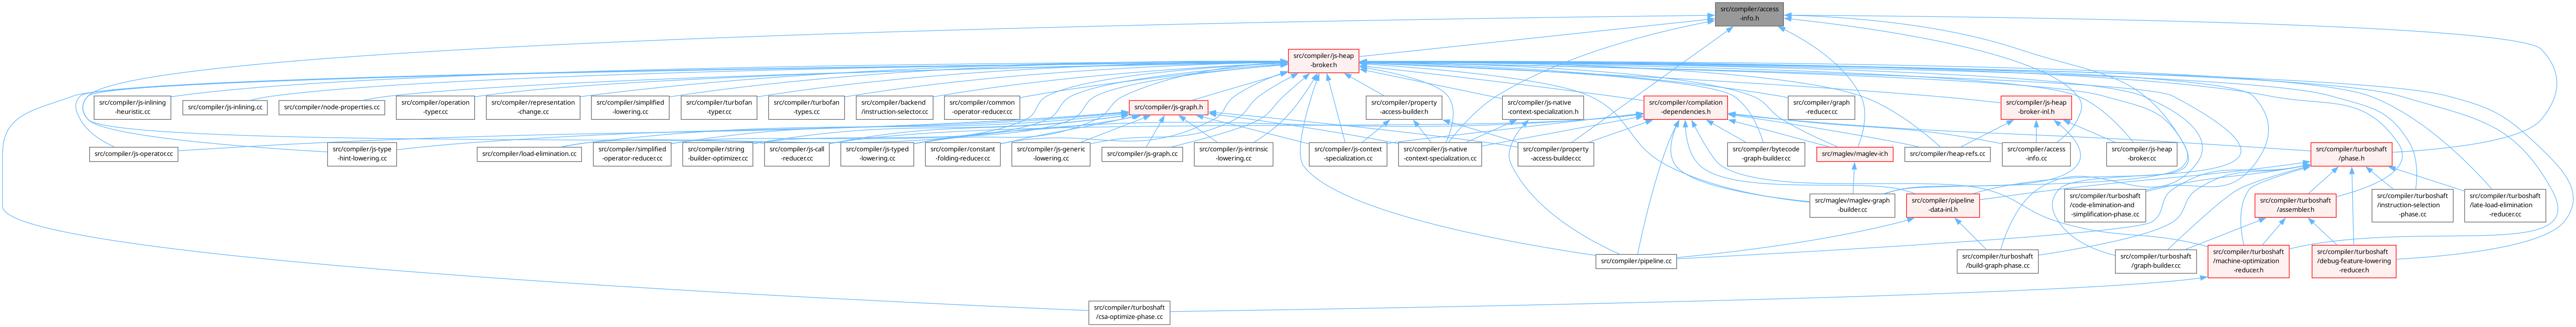 src/compiler/access
-info.h
src/compiler/js-heap
-broker.h
src/compiler/js-inlining
-heuristic.cc
src/compiler/js-inlining.cc
src/compiler/node-properties.cc
src/compiler/operation
-typer.cc
src/compiler/representation
-change.cc
src/compiler/simplified
-lowering.cc
src/compiler/turbofan
-typer.cc
src/compiler/turbofan
-types.cc
src/compiler/backend
/instruction-selector.cc
src/compiler/common
-operator-reducer.cc
src/compiler/js-graph.h
src/compiler/property
-access-builder.h
src/compiler/js-native
-context-specialization.h
src/compiler/compilation
-dependencies.h
src/compiler/graph
-reducer.cc
src/compiler/js-heap
-broker-inl.h
src/compiler/js-operator.cc
src/compiler/js-type
-hint-lowering.cc
src/compiler/load-elimination.cc
src/compiler/simplified
-operator-reducer.cc
src/compiler/string
-builder-optimizer.cc
src/compiler/js-call
-reducer.cc
src/compiler/js-typed
-lowering.cc
src/compiler/constant
-folding-reducer.cc
src/compiler/js-generic
-lowering.cc
src/compiler/js-graph.cc
src/compiler/js-intrinsic
-lowering.cc
src/compiler/js-context
-specialization.cc
src/compiler/js-native
-context-specialization.cc
src/compiler/property
-access-builder.cc
src/compiler/bytecode
-graph-builder.cc
src/maglev/maglev-ir.h
src/compiler/heap-refs.cc
src/compiler/access
-info.cc
src/compiler/js-heap
-broker.cc
src/compiler/turboshaft
/phase.h
src/maglev/maglev-graph
-builder.cc
src/compiler/pipeline
-data-inl.h
src/compiler/turboshaft
/code-elimination-and
-simplification-phase.cc
src/compiler/turboshaft
/assembler.h
src/compiler/turboshaft
/instruction-selection
-phase.cc
src/compiler/turboshaft
/late-load-elimination
-reducer.cc
src/compiler/pipeline.cc
src/compiler/turboshaft
/build-graph-phase.cc
src/compiler/turboshaft
/graph-builder.cc
src/compiler/turboshaft
/machine-optimization
-reducer.h
src/compiler/turboshaft
/debug-feature-lowering
-reducer.h
src/compiler/turboshaft
/csa-optimize-phase.cc